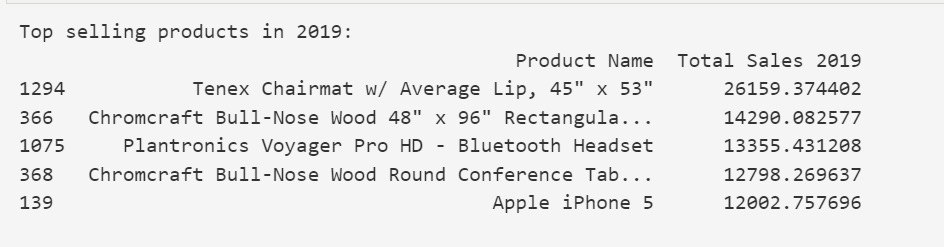 Top selling products in 2019:
Product Name Total Sales 2019
1294 Tenex Chairmat w/ Average Lip, 45" x 53" 26159.374402
366 Chromcraft Bull-Nose Wood 48" x 96" Rectangula... 14290.082577
1075 Plantronics Voyager Pro HD - Bluetooth Headset 13355.431208
368 Chromcraft Bull-Nose Wood Round Conference Tab... 12798.269637
139 Apple iPhone 5 12002.757696